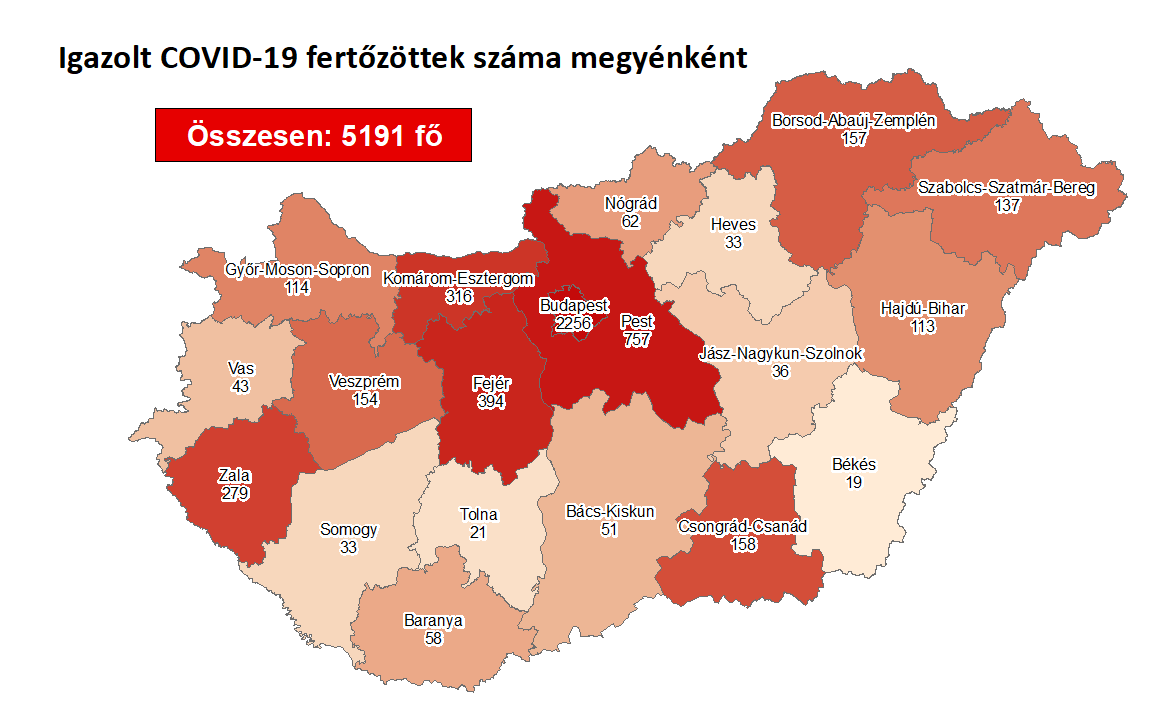 Igazolt COVID-19 fertőzöttek száma megyénként
Összesen: 5191 fő
Borsod-Abaúj-Zemplén
157
Szabolcs-Szatmár-Bereg
137
Nógrád
62
Heves
33
Győr-Moson-Sopron
114
Komárom-Esztergom
316
Budapest
2256
Pest
757
Hajdú-Bihar
113
Jász-Nagykun-Szolnok
36
Vas
43
Veszprém
154
Fejér
394
Zala
279
Békés
19
Somogy
33
Tolna
21
Bács-Kiskun
51
Csongrád-Csanád
158
Baranya
58